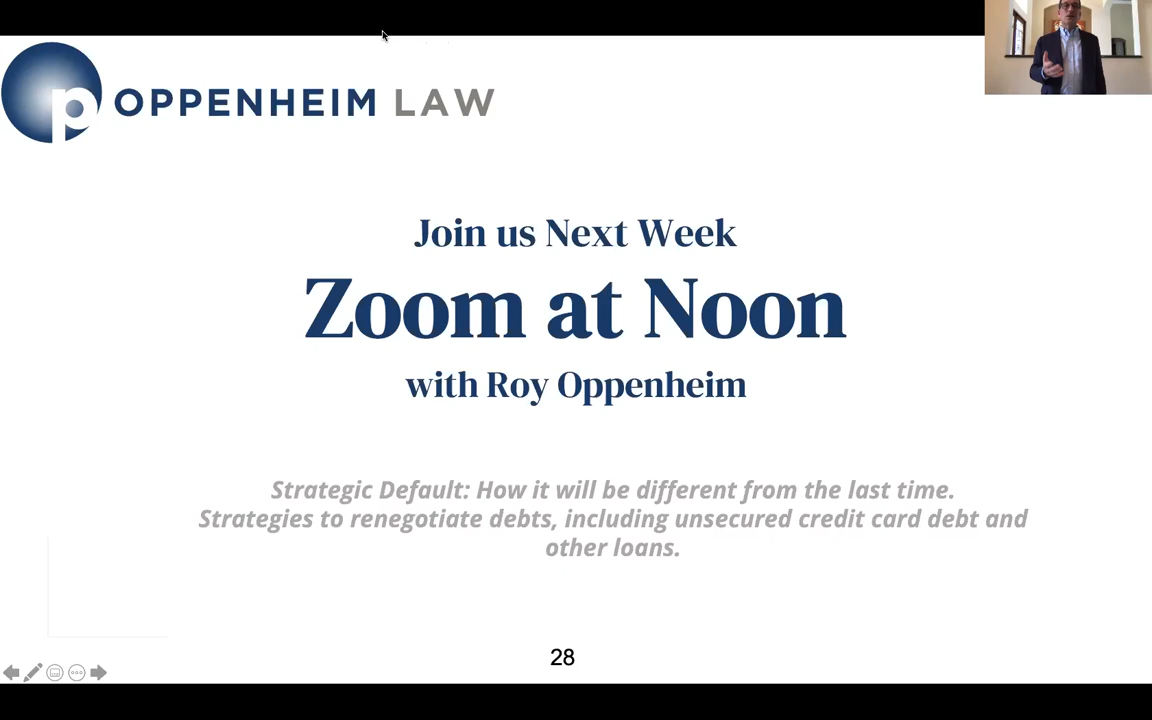 OPPENHEIM LAW
Join us Next Week
Zoom at Noon
with Roy Oppenheim
Strategic Default: How it will be different from the last time.
Strategies to renegotiate debts, including unsecured credit card debt and
other loans.
28